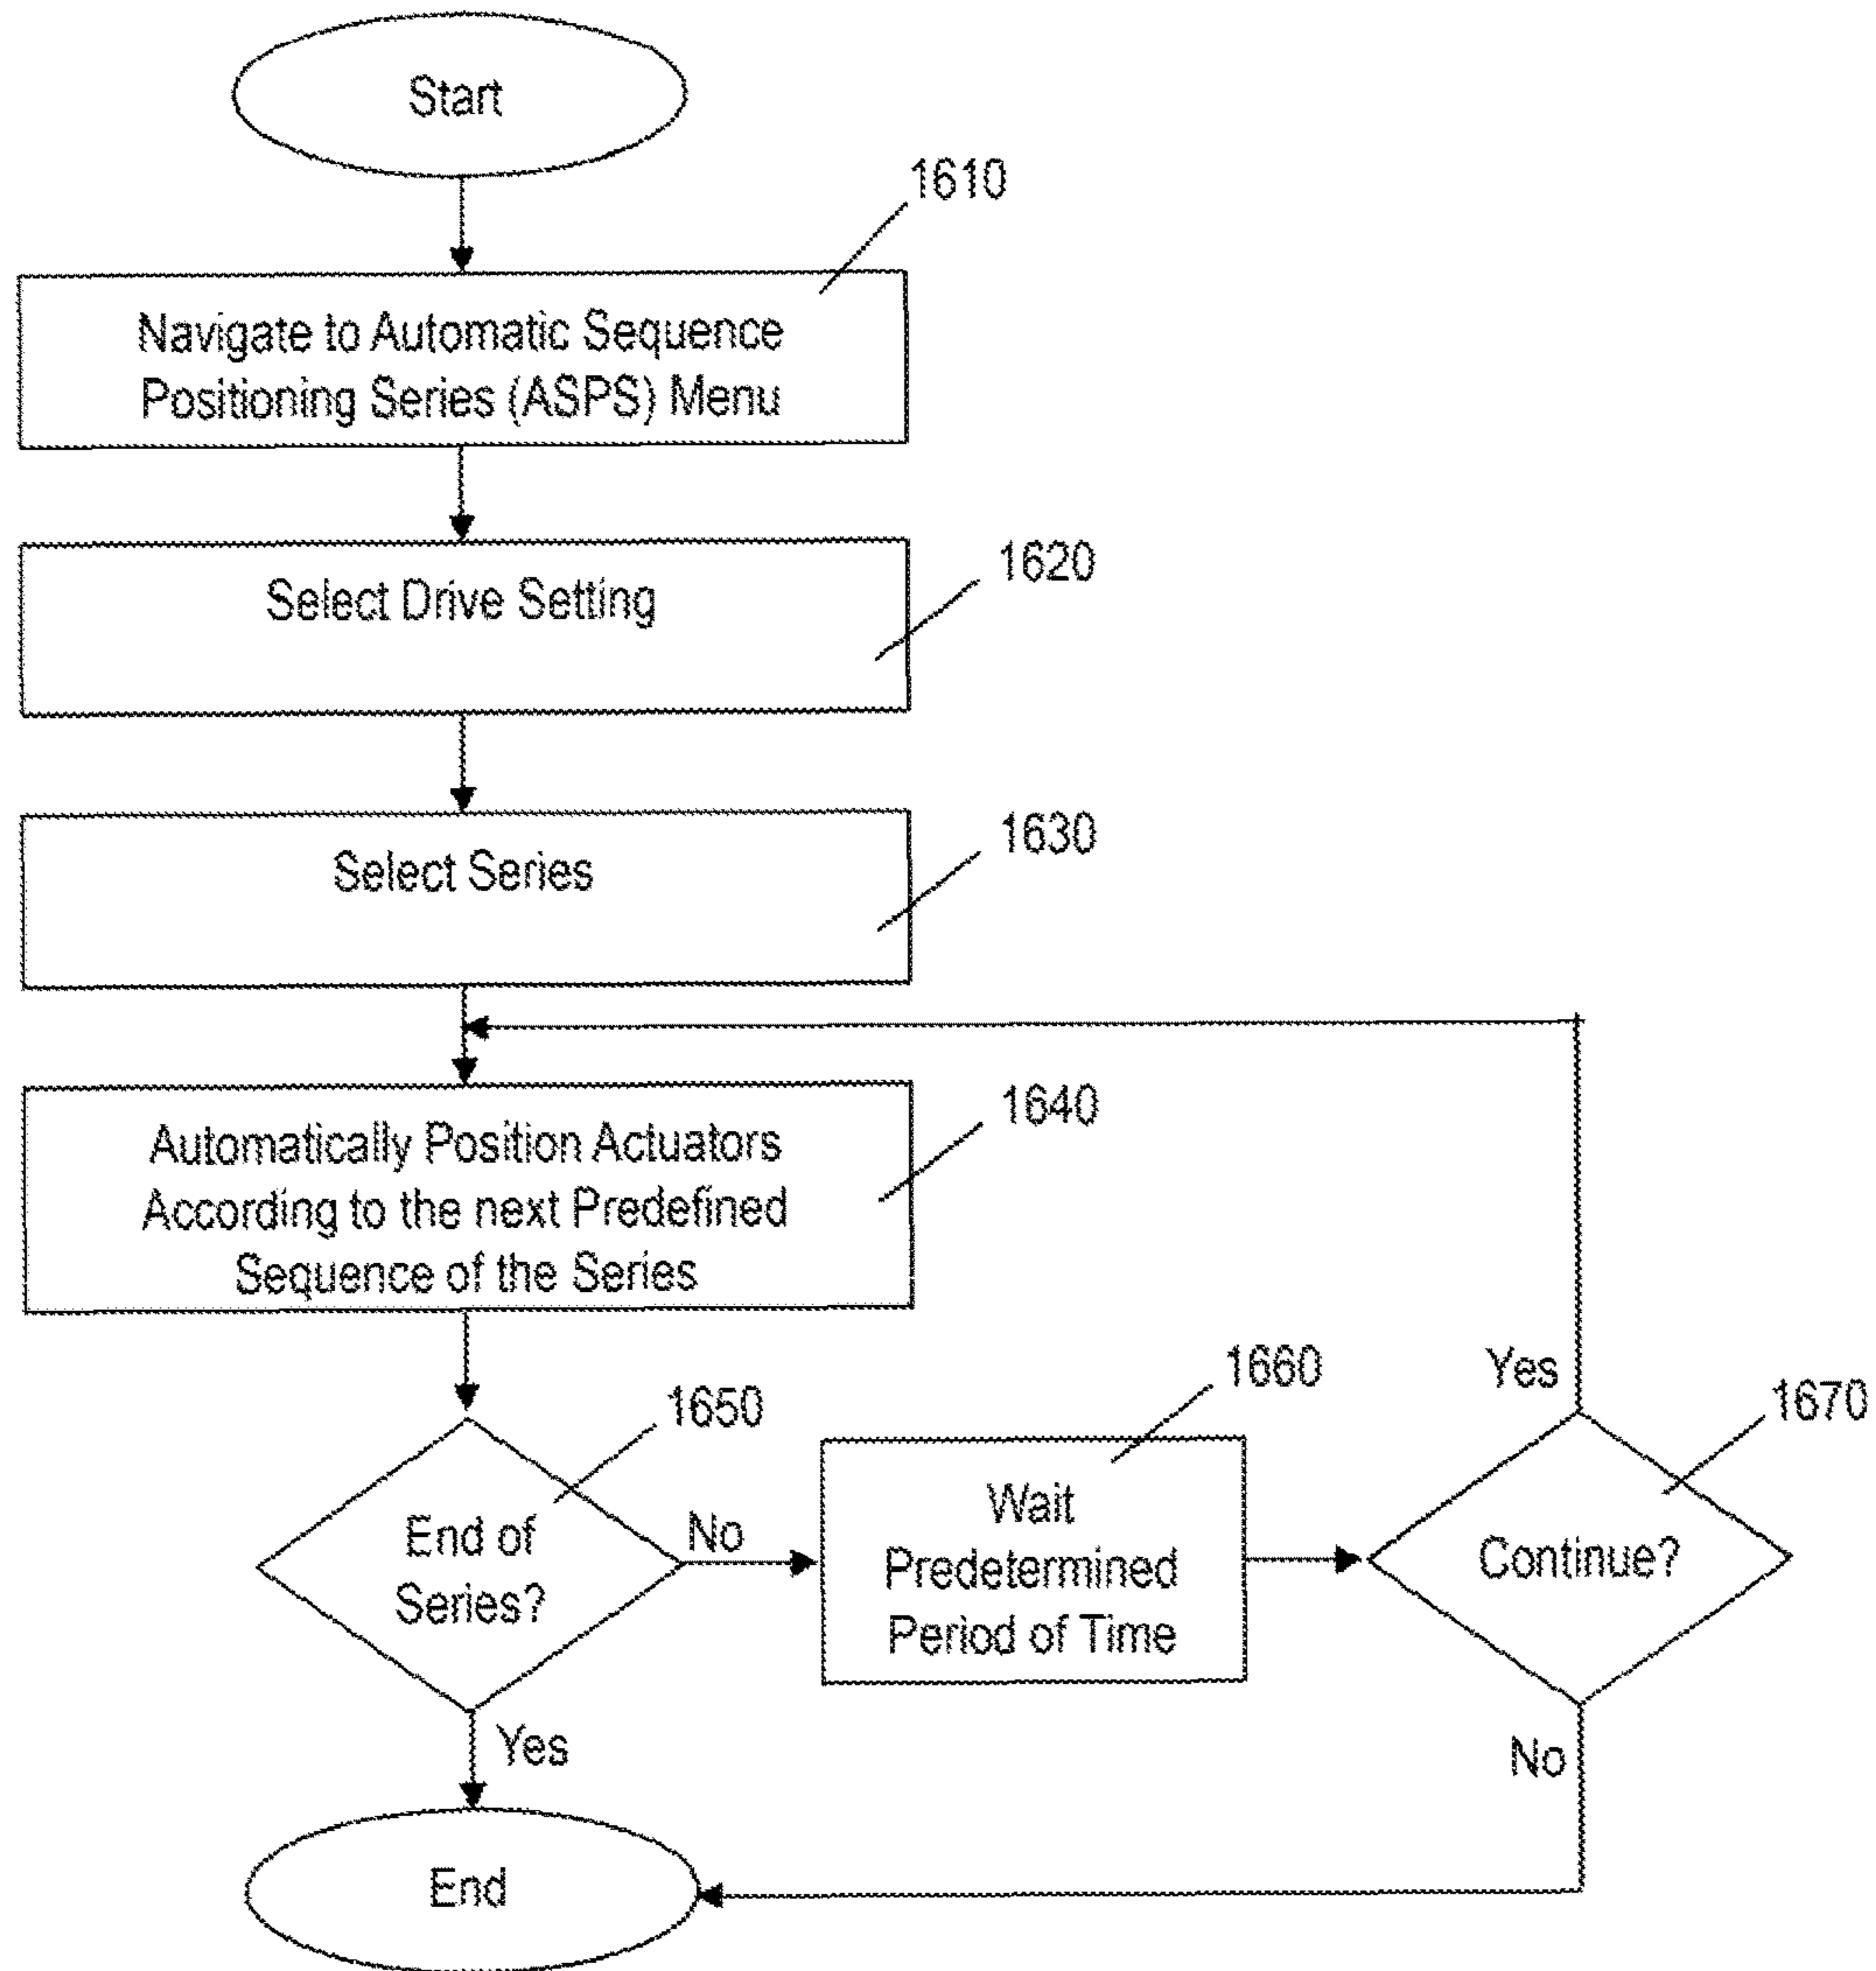 Start
1610
Navigate to Automatic Sequence
Positioning Series (ASPS) Menu
1620
Select Drive Setting
1630
Select Series
1640
Automatically Position Actuators
According to the next Predefined
Sequence of the Series
1650
End of
Series?
No
1660
Wait
Predetermined
Period of Time
Yes
1670
Continue?
Yes
No
End